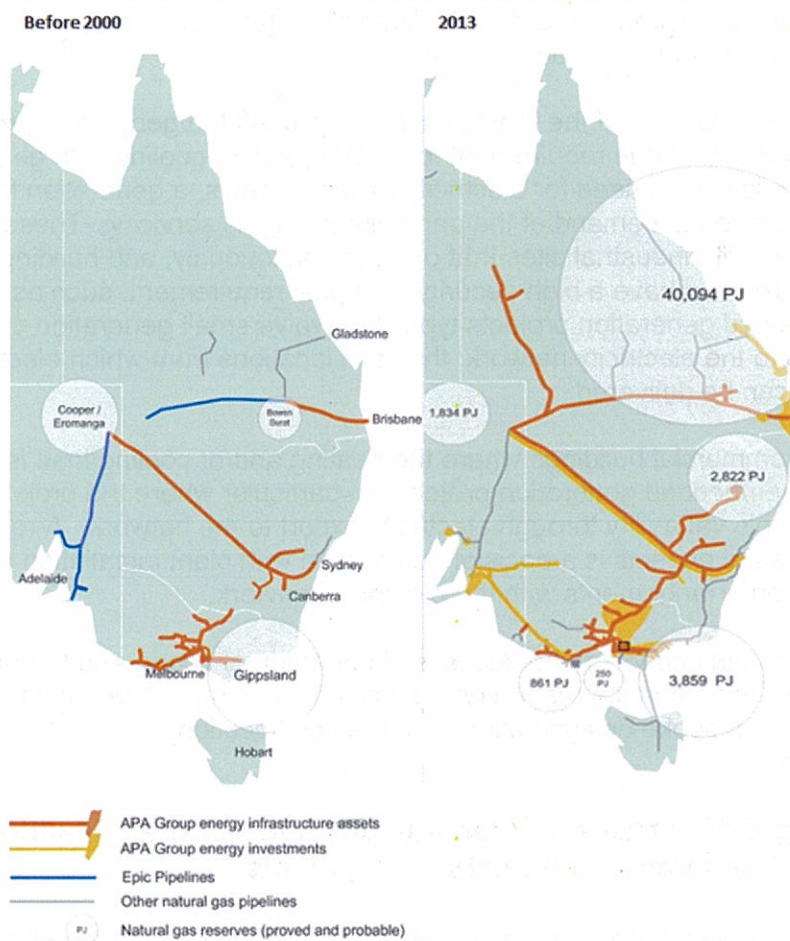 Before 2000
2013
40,094 PJ
Gladstone
Cooper /
Eromanga
Bowen
Surat
Brisbane
1,834 PJ
2,822 PJ
Adelaide
Sydney
Canberra
Melbourne
Gippsland
861 PJ
250
PJ
3,859 PJ
Hobart
APA Group energy infrastructure assets
APA Group energy investments
Epic Pipelines
Other natural gas pipelines
PJ
Natural gas reserves (proved and probable)